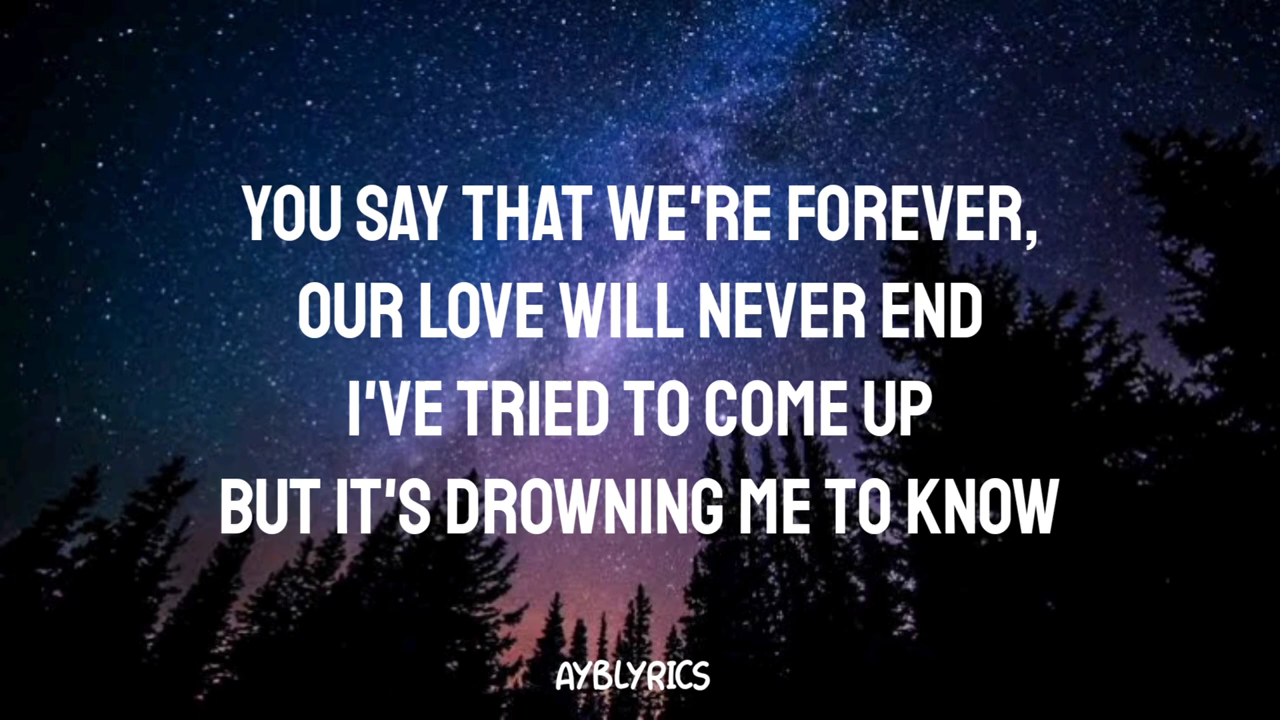 YOU SAY THAT WE'RE FOREVER,
OUR LOVE WILL NEVER END
I'VE TRIED TO COME UP
BUT IT'S DROWNING ME TO KNOW
AYBLYRICS